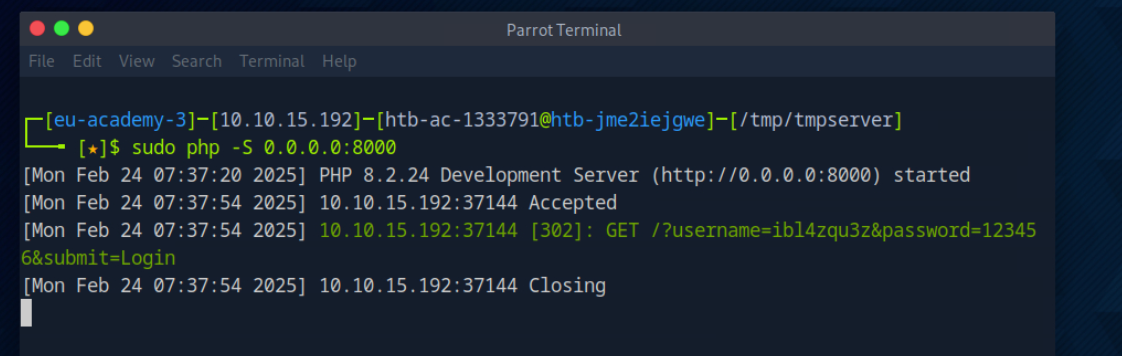 Parrot Terminal
File Edit View Search Terminal Help
┌─[eu-academy-3]─[10.10.15.192]─[htb-ac-1333791@htb-jme2iejgwe]─[/tmp/tmpserver]
└──╼ [★]$ sudo php -S 0.0.0.0:8000
[Mon Feb 24 07:37:20 2025] PHP 8.2.24 Development Server (http://0.0.0.0:8000) started
[Mon Feb 24 07:37:54 2025] 10.10.15.192:37144 Accepted
[Mon Feb 24 07:37:54 2025] 10.10.15.192:37144 [302]: GET /?username=ibl4zqu3z&password=12345
6&submit=Login
[Mon Feb 24 07:37:54 2025] 10.10.15.192:37144 Closing